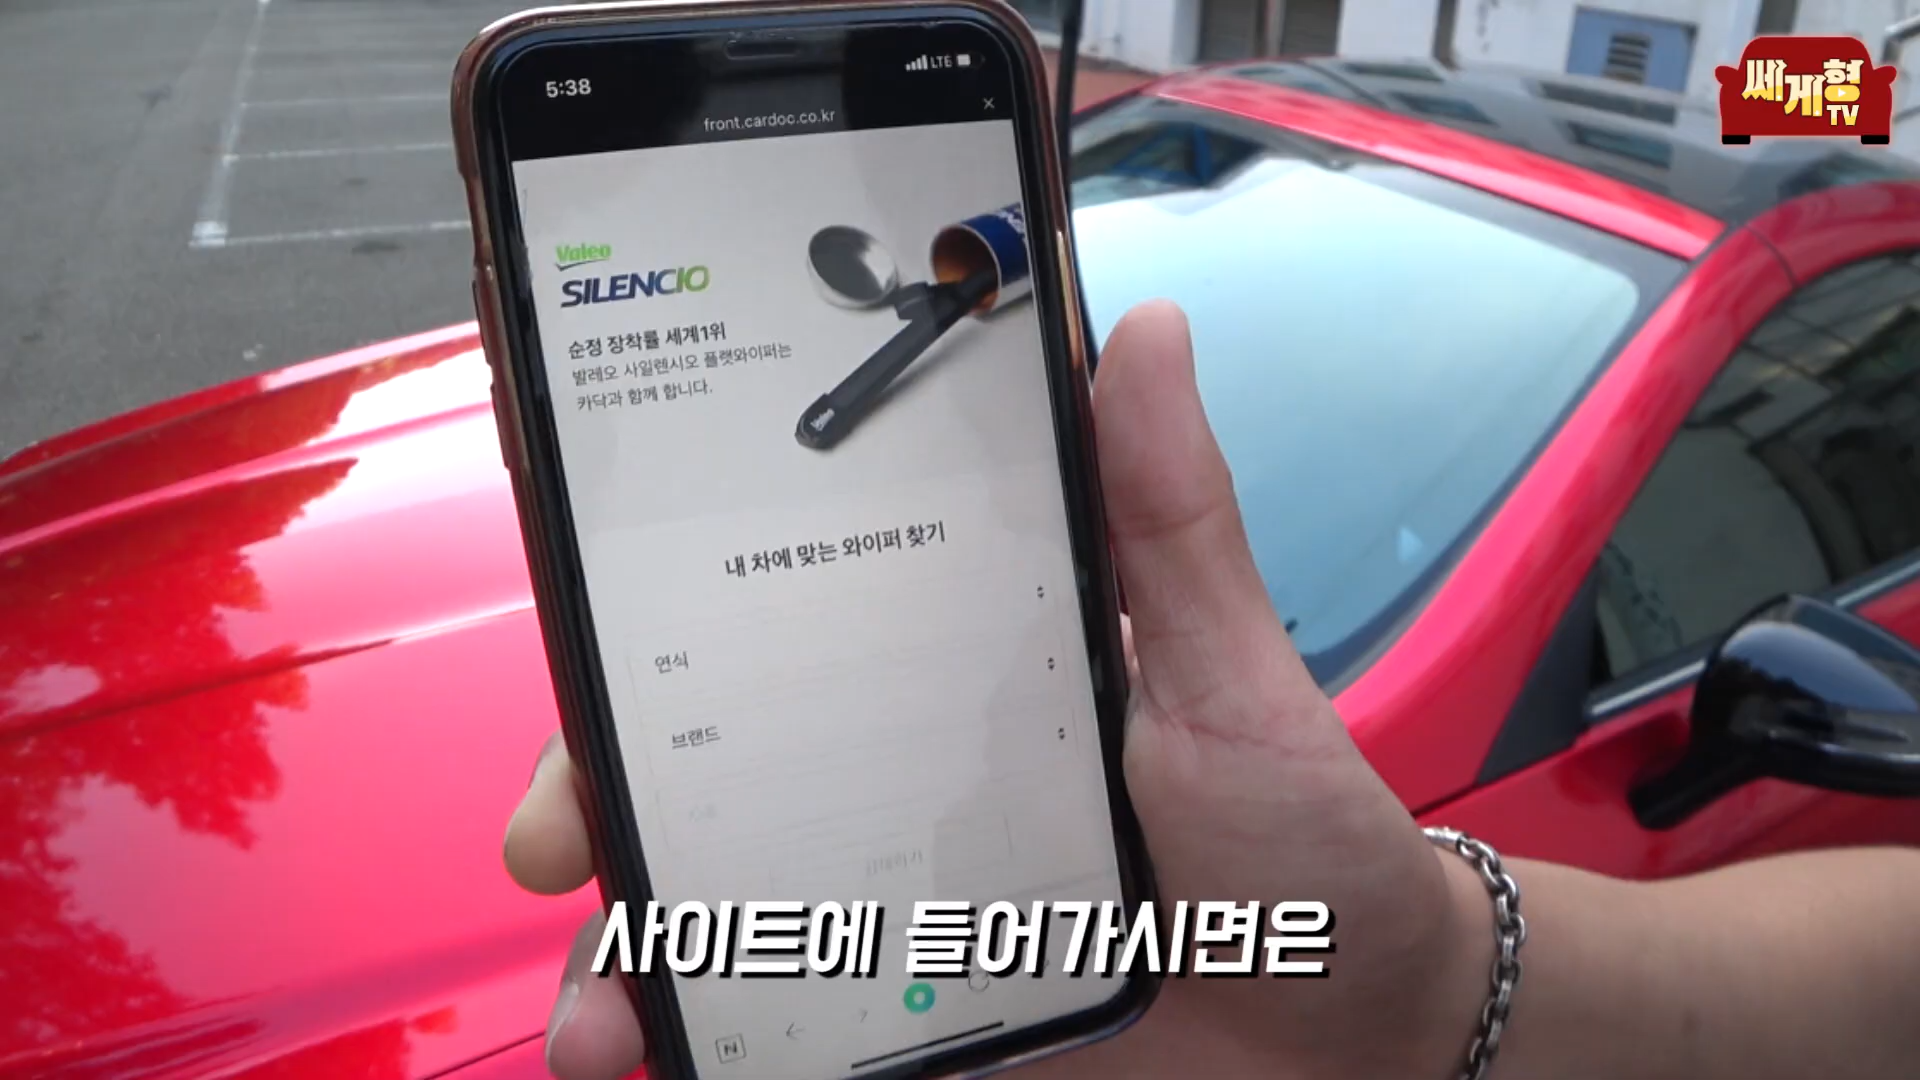 5:38
LTE
front.cardoc.co.kr
쎄게형
TV
Valeo
SILENCIO
순정 장착률 세계1위
발레오 사일렌시오 플랫와이퍼는
카닥과 함께 합니다.
Valeo
내 차에 맞는 와이퍼 찾기
연식
브랜드
사이트에 들어가시면은
N